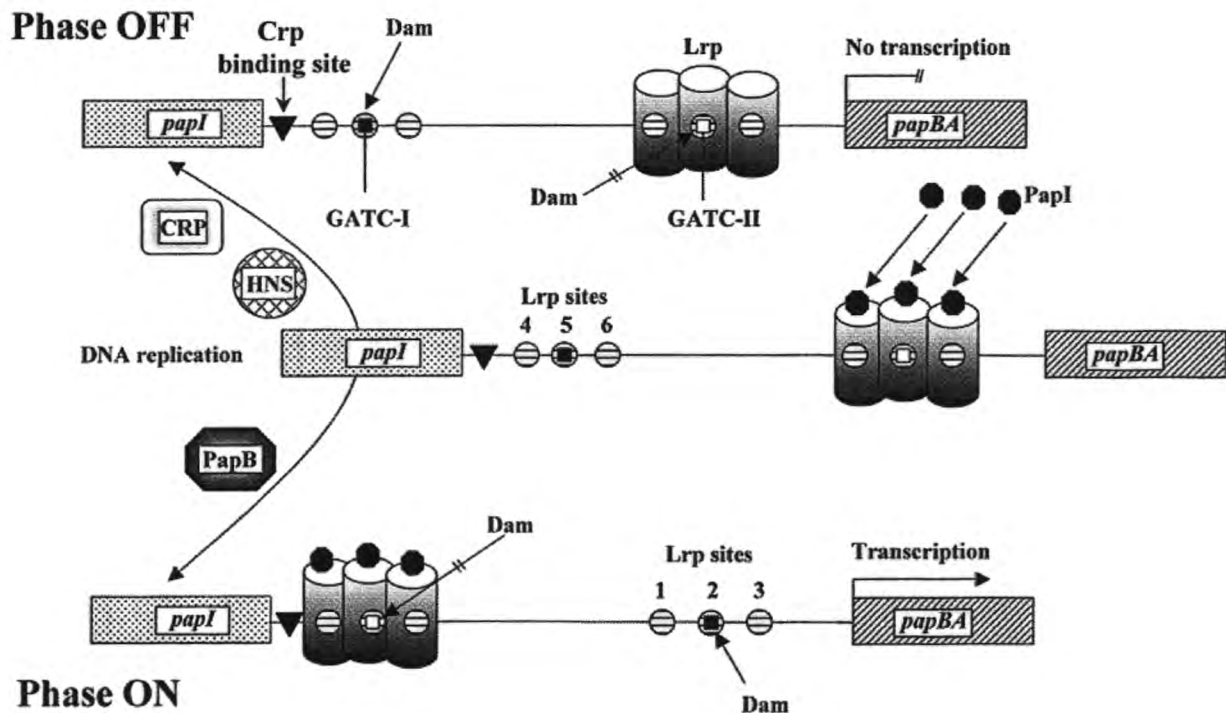 Phase OFF
Crp
binding site
Dam
Lrp
No transcription
papI
papBA
Dam
GATC-I
GATC-II
PapI
CRP
HNS
Lrp sites
4 5 6
DNA replication
papI
papBA
PapB
Dam
Lrp sites
Transcription
1 2 3
papI
papBA
Dam
Phase ON